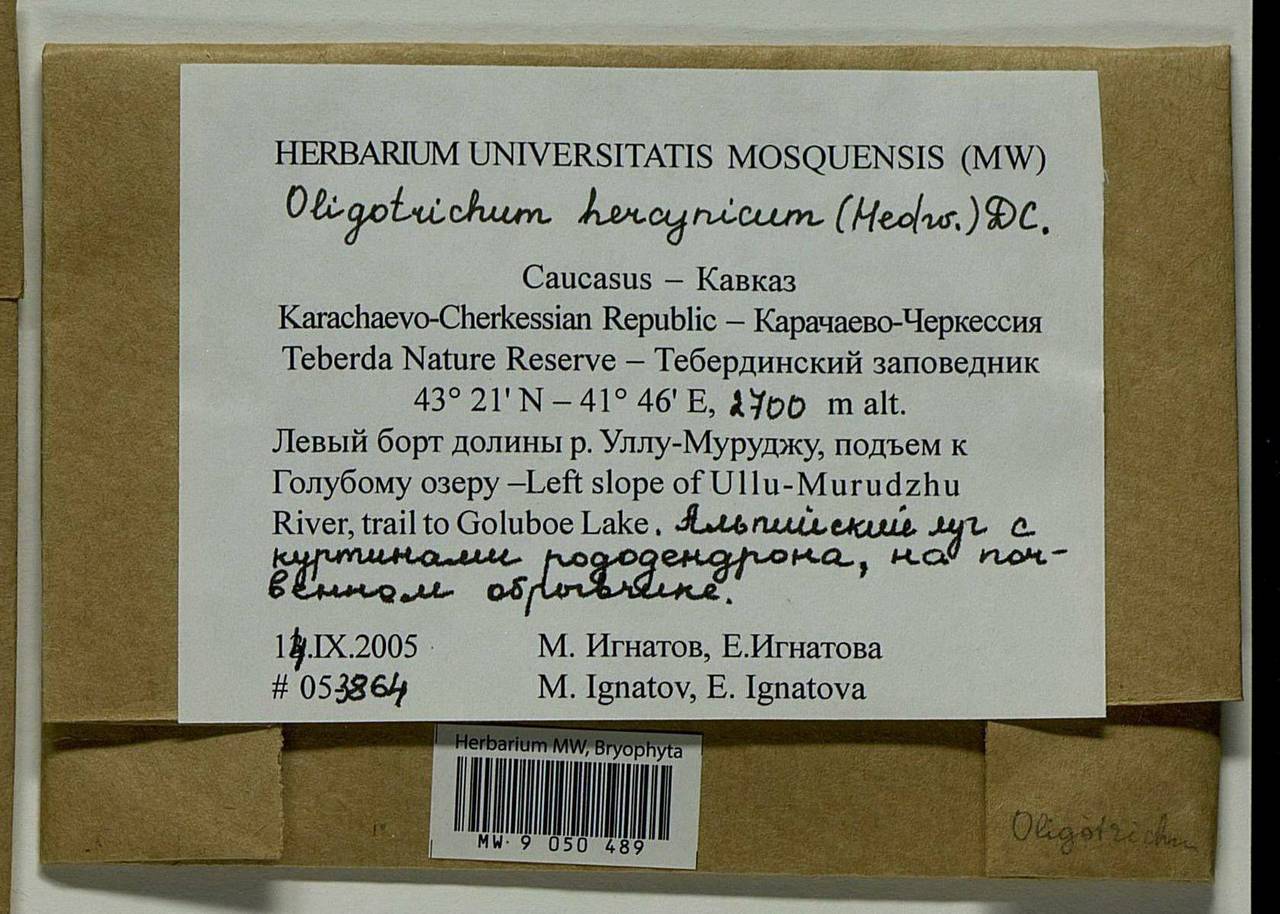 HERBARIUM UNIVERSITATIS MOSQUENSIS (MW)
Oligotrichum hercynicum (Hedw.) DC.
Caucasus – Кавказ
Karachaevo-Cherkessian Republic – Карачаево-Черкессия
Teberda Nature Reserve – Тебердинский заповедник
43° 21' N – 41° 46' E, 2700 m alt.
Левый борт долины р. Уллу-Муруджу, подъем к
Голубому озеру –Left slope of Ullu-Murudzhu
River, trail to Goluboe Lake. Альпийский луг с
куртинами рододендрона, на поч-
венном обрывчике.
14.IX.2005 М. Игнатов, Е.Игнатова
# 053864 M. Ignatov, E. Ignatova
Herbarium MW, Bryophyta
MW 9 050 489
Oligotrichum